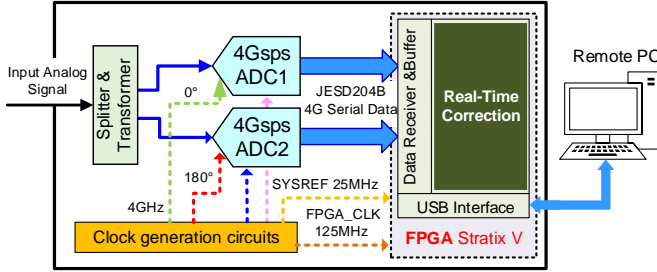 Input Analog
Signal
Splitter &
Transformer
0°
180°
4GHz
4Gsps
ADC1
4Gsps
ADC2
JESD204B
4G Serial Data
SYSREF 25MHz
FPGA_CLK
125MHz
Clock generation circuits
Data Receiver &Buffer
Real-Time
Correction
USB Interface
FPGA Stratix V
Remote PC